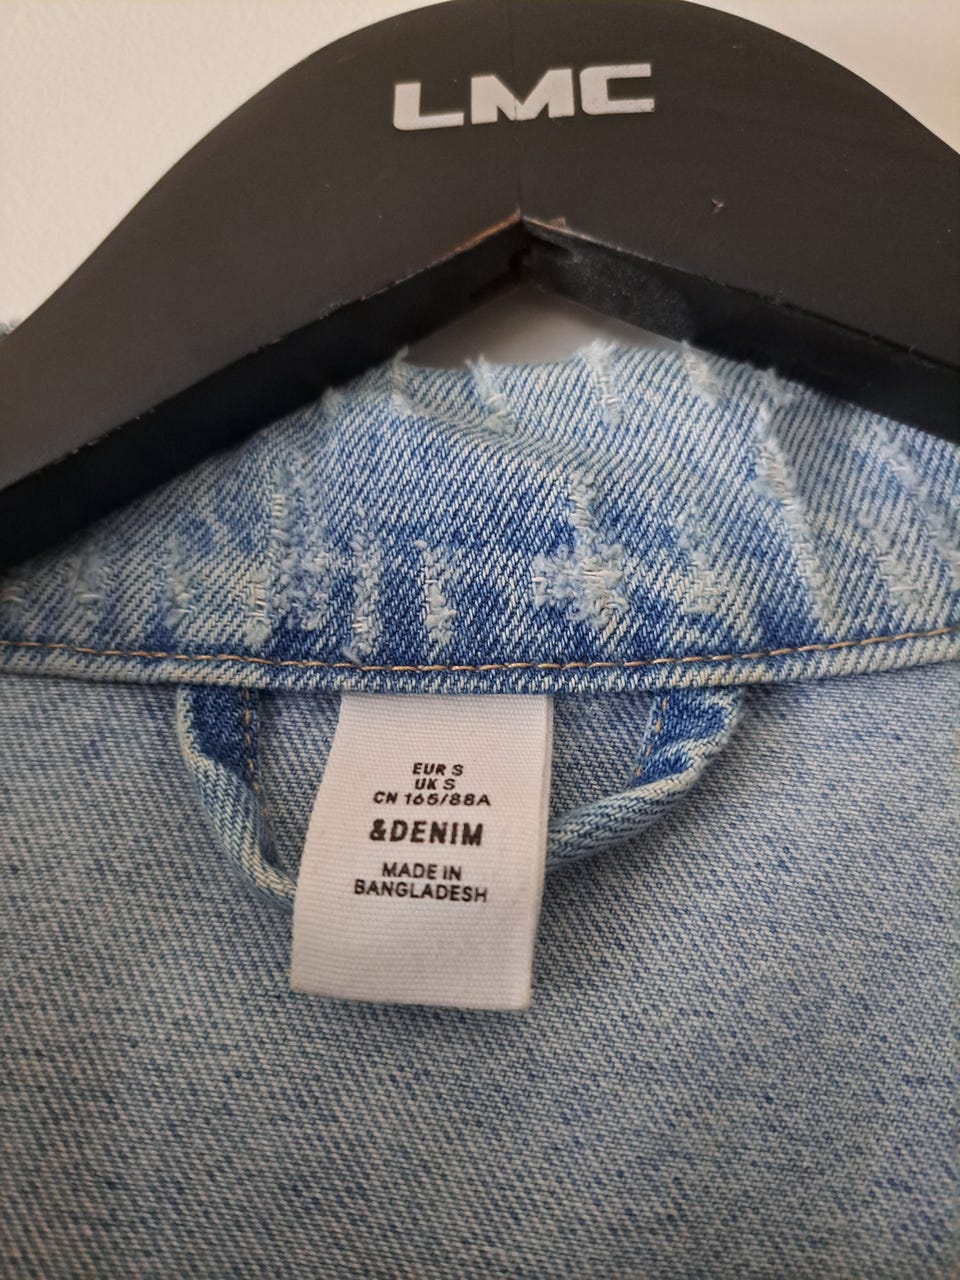 LMC
EUR S
UK S
CN 165/88A
&DENIM
MADE IN
BANGLADESH